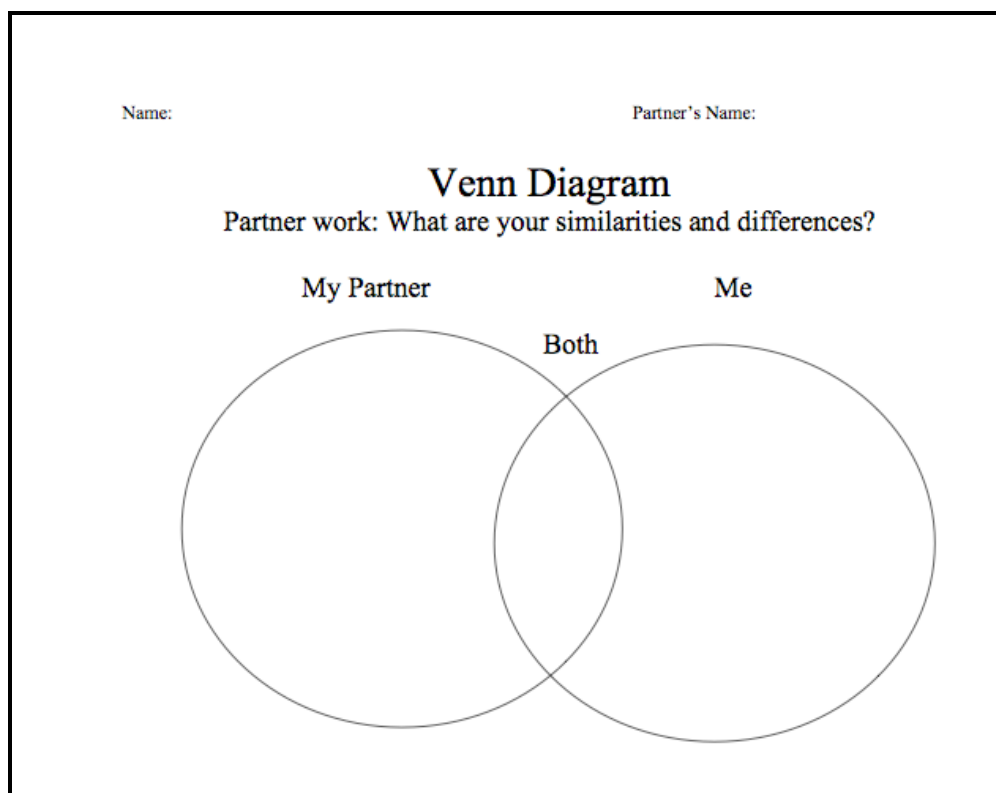 Name: Partner’s Name:
Venn Diagram
Partner work: What are your similarities and differences?
My Partner Me
Both